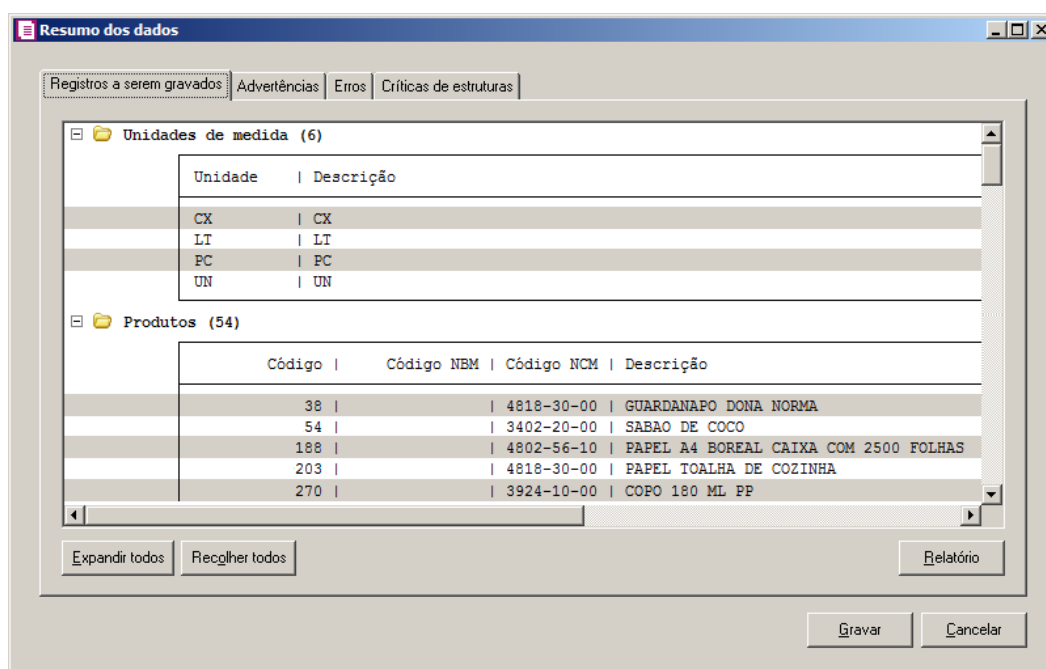 Resumo dos dados
Registros a serem gravados Advertências Erros Críticas de estruturas
Unidades de medida (6)
Unidade | Descrição
CX | CX
LT | LT
PC | PC
UN | UN
Produtos (54)
Código | Código NBM | Código NCM | Descrição
38 | | 4818-30-00 | GUARDANAPO DONA NORMA
54 | | 3402-20-00 | SABAO DE COCO
188 | | 4802-56-10 | PAPEL A4 BOREAL CAIXA COM 2500 FOLHAS
203 | | 4818-30-00 | PAPEL TOALHA DE COZINHA
270 | | 3924-10-00 | COPO 180 ML PP
Expandir todos Recolher todos Relatório
Gravar Cancelar